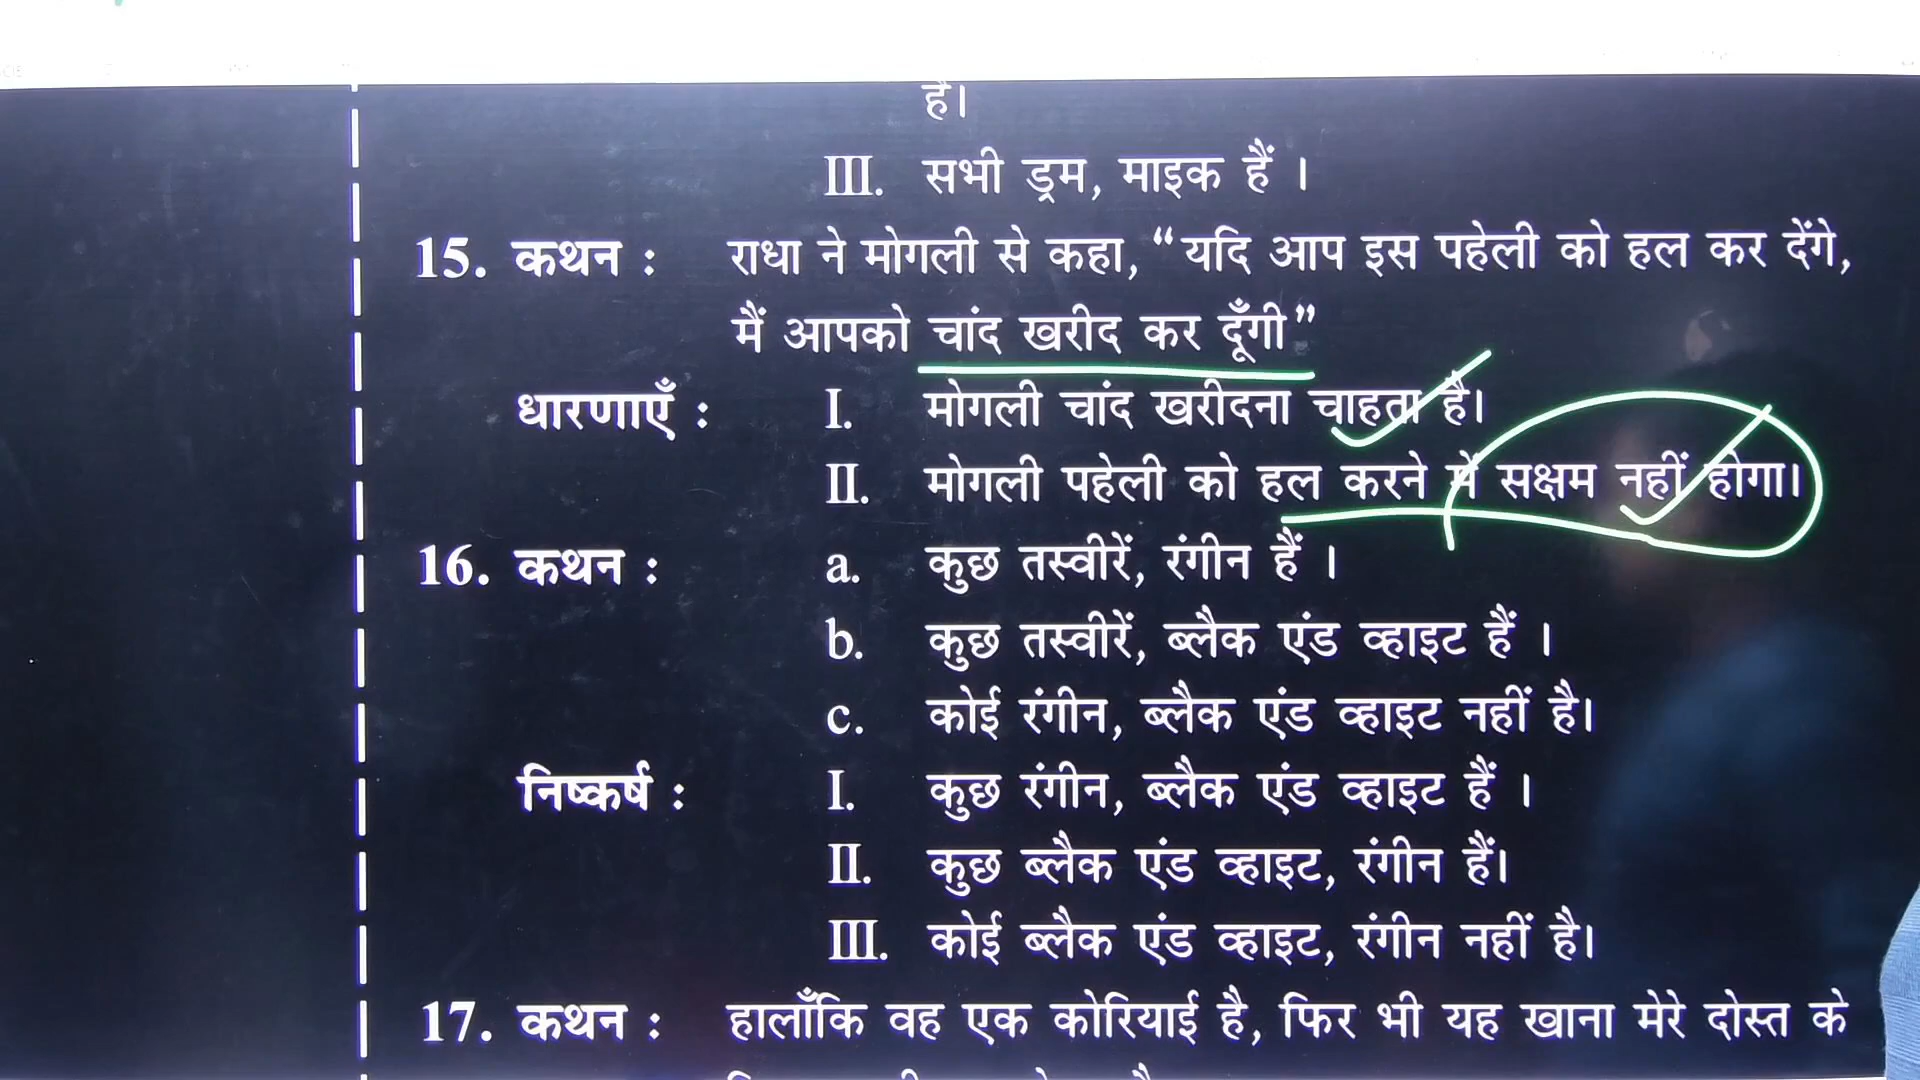 है।
III. सभी ड्रम, माइक हैं ।
15. कथन : राधा ने मोगली से कहा, “यदि आप इस पहेली को हल कर देंगे,
मैं आपको चांद खरीद कर दूँगी”
धारणाएँ : I. मोगली चांद खरीदना चाहता है।
II. मोगली पहेली को हल करने में सक्षम नहीं होगा।
16. कथन : a. कुछ तस्वीरें, रंगीन हैं ।
b. कुछ तस्वीरें, ब्लैक एंड व्हाइट हैं ।
c. कोई रंगीन, ब्लैक एंड व्हाइट नहीं है।
निष्कर्ष : I. कुछ रंगीन, ब्लैक एंड व्हाइट हैं ।
II. कुछ ब्लैक एंड व्हाइट, रंगीन हैं।
III. कोई ब्लैक एंड व्हाइट, रंगीन नहीं है।
17. कथन : हालाँकि वह एक कोरियाई है, फिर भी यह खाना मेरे दोस्त के